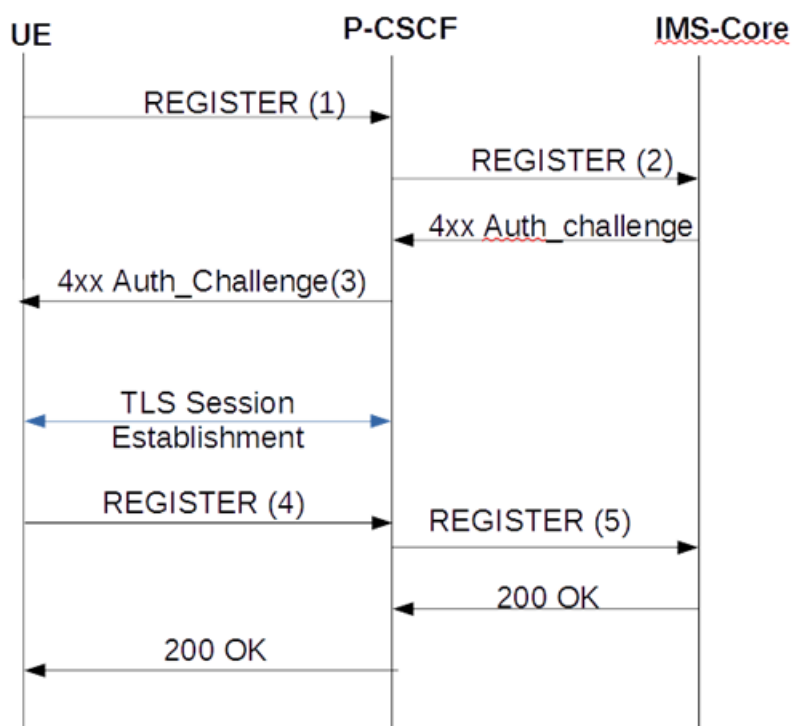 UE
P-CSCF
IMS-Core
REGISTER (1)
REGISTER (2)
4xx Auth_challenge
4xx Auth_Challenge(3)
TLS Session
Establishment
REGISTER (4)
REGISTER (5)
200 OK
200 OK